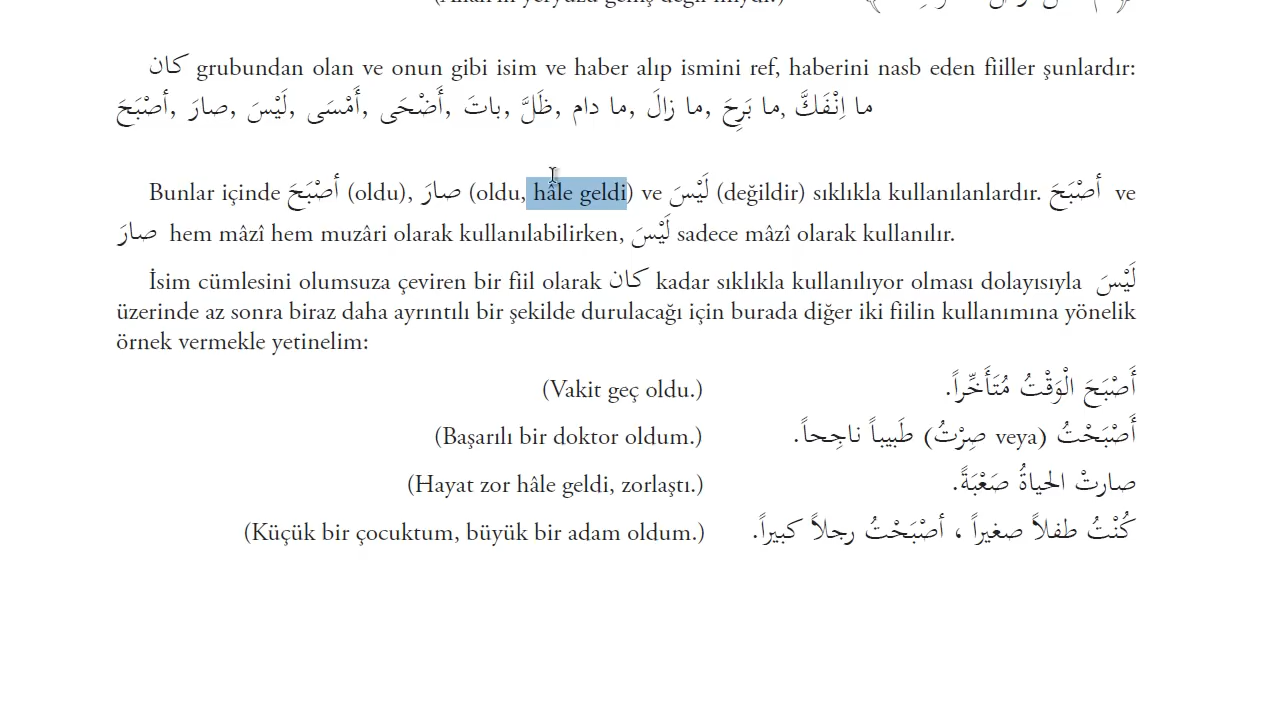 كان grubundan olan ve onun gibi isim ve haber alıp ismini ref, haberini nasb eden fiiller şunlardır:
أصْبَحَ, صارَ, لَيْسَ, أَمْسَى, أَضْحَى, باتَ, ظَلَّ, ما دام, ما زالَ, ما بَرِحَ, ما اِنْفَكَّ
Bunlar içinde أصْبَحَ (oldu), صارَ (oldu, hâle geldi) ve لَيْسَ (değildir) sıklıkla kullanılanlardır. أصْبَحَ ve
صارَ hem mâzî hem muzâri olarak kullanılabilirken, لَيْسَ sadece mâzî olarak kullanılır.
İsim cümlesini olumsuza çeviren bir fiil olarak كان kadar sıklıkla kullanılıyor olması dolayısıyla لَيْسَ
üzerinde az sonra biraz daha ayrıntılı bir şekilde durulacağı için burada diğer iki fiilin kullanımına yönelik
örnek vermekle yetinelim:
(Vakit geç oldu.) أَصْبَحَ الْوَقْتُ مُتَأَخِّراً.
(Başarılı bir doktor oldum.) أَصْبَحْتُ (veya صِرْتُ) طَبيباً ناجِحاً.
(Hayat zor hâle geldi, zorlaştı.) صارتْ الحياةُ صَعْبَةً.
(Küçük bir çocuktum, büyük bir adam oldum.) كُنْتُ طفلاً صغيراً ، أصْبَحْتُ رجلاً كبيراً.